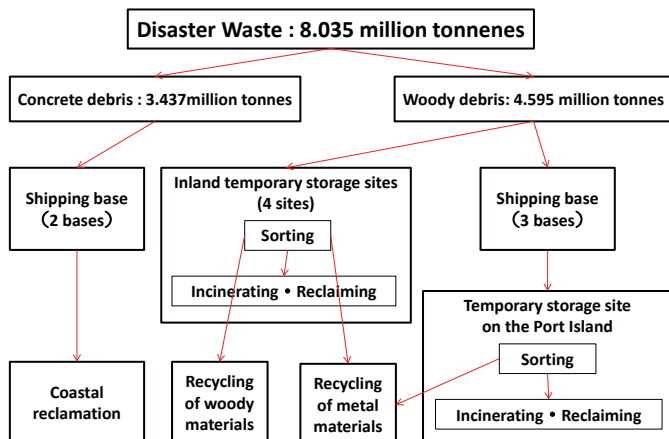 Disaster Waste : 8.035 million tonnenes
Concrete debris : 3.437million tonnes
Woody debris: 4.595 million tonnes
Shipping base
（2 bases）
Inland temporary storage sites
(4 sites)
Sorting
Incinerating・Reclaiming
Shipping base
（3 bases）
Temporary storage site
on the Port Island
Sorting
Incinerating・Reclaiming
Coastal
reclamation
Recycling
of woody
materials
Recycling
of metal
materials